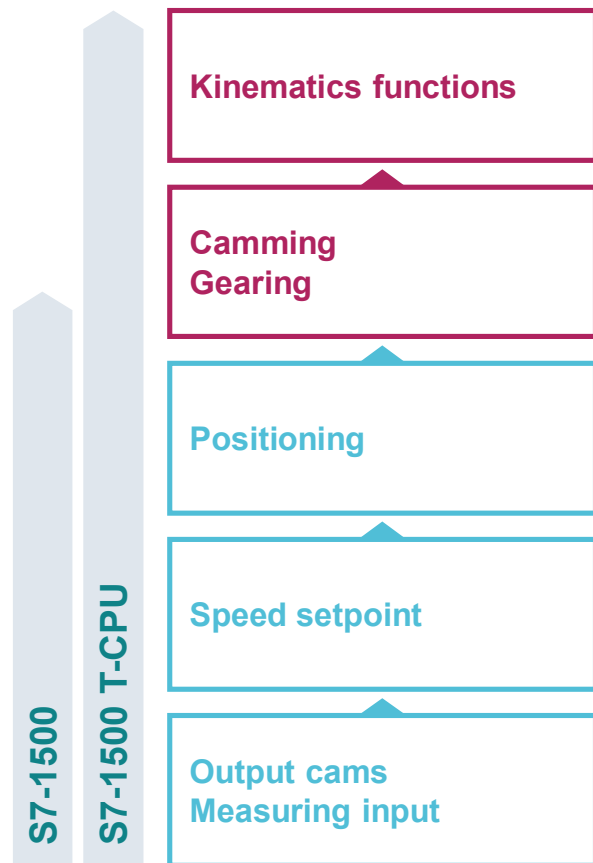 Kinematics functions
Camming
Gearing
Positioning
Speed setpoint
Output cams
Measuring input
S7-1500
S7-1500 T-CPU